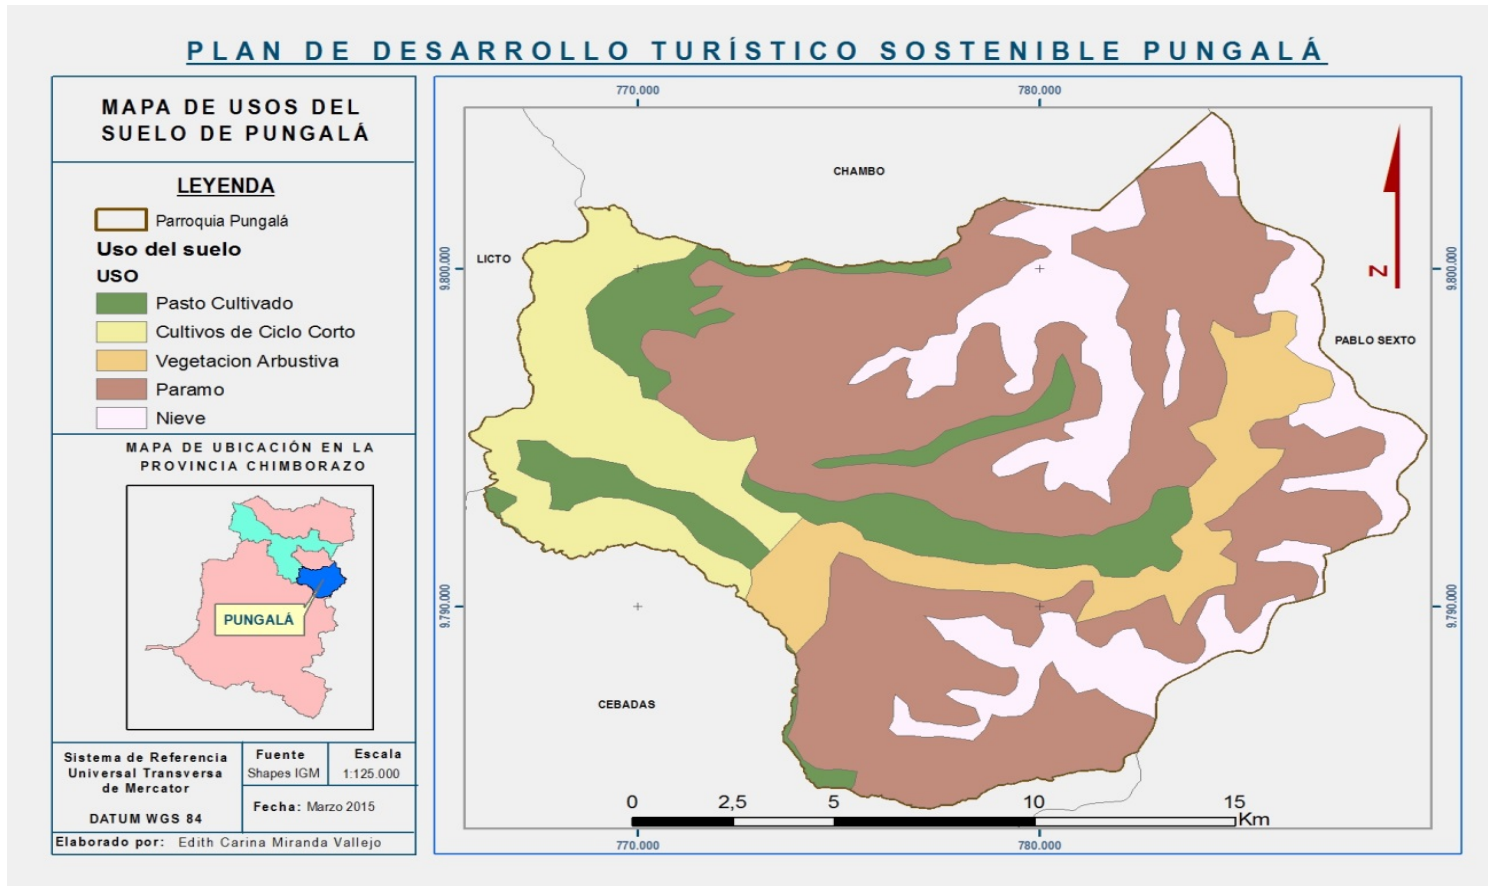 PLAN DE DESARROLLO TURÍSTICO SOSTENIBLE PUNGALÁ
MAPA DE USOS DEL
SUELO DE PUNGALÁ
LEYENDA
Parroquia Pungalá
Uso del suelo
USO
Pasto Cultivado
Cultivos de Ciclo Corto
Vegetacion Arbustiva
Paramo
Nieve
MAPA DE UBICACIÓN EN LA
PROVINCIA CHIMBORAZO
PUNGALÁ
Sistema de Referencia
Universal Transversa
de Mercator
DATUM WGS 84
Fuente
Shapes IGM
Escala
1:125.000
Fecha: Marzo 2015
Elaborado por: Edith Carina Miranda Vallejo
770.000
780.000
CHAMBO
LICTO
N
9.800.000
9.800.000
PABLO SEXTO
9.790.000
9.790.000
CEBADAS
0 2,5 5 10 15
Km
770.000
780.000